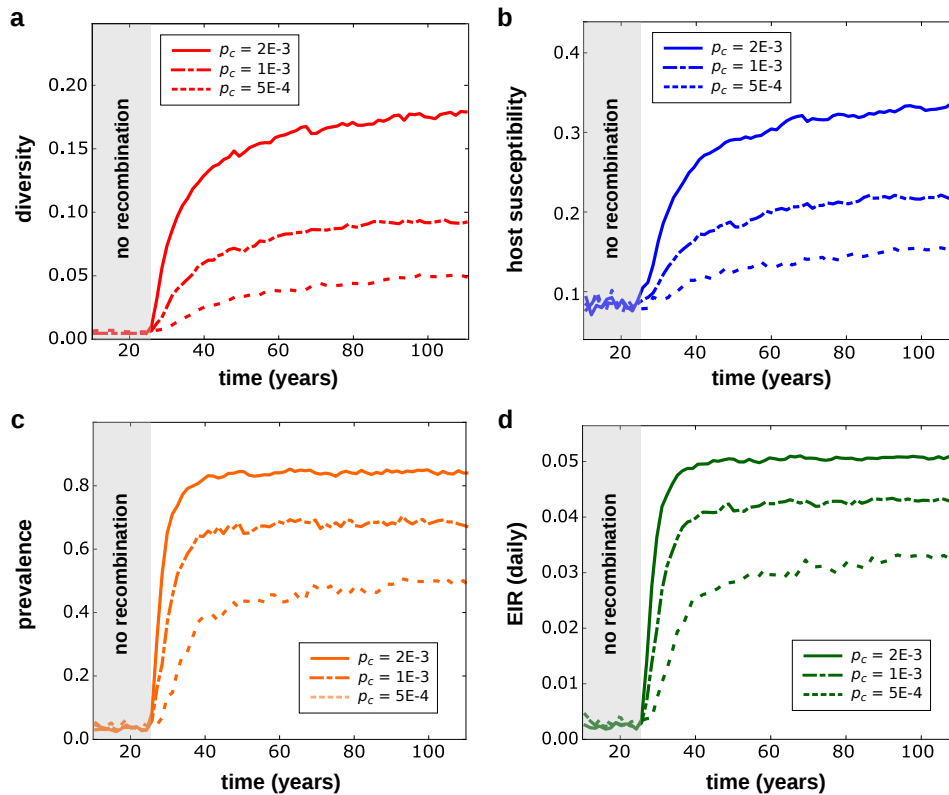 a
p_c = 2E-3
p_c = 1E-3
p_c = 5E-4
no recombination
diversity
0.20
0.15
0.10
0.05
0.00
20
40
60
80
100
time (years)
b
p_c = 2E-3
p_c = 1E-3
p_c = 5E-4
no recombination
host susceptibility
0.4
0.3
0.2
0.1
20
40
60
80
100
time (years)
c
no recombination
prevalence
0.8
0.6
0.4
0.2
0.0
p_c = 2E-3
p_c = 1E-3
p_c = 5E-4
20
40
60
80
100
time (years)
d
no recombination
EIR (daily)
0.05
0.04
0.03
0.02
0.01
0.00
p_c = 2E-3
p_c = 1E-3
p_c = 5E-4
20
40
60
80
100
time (years)